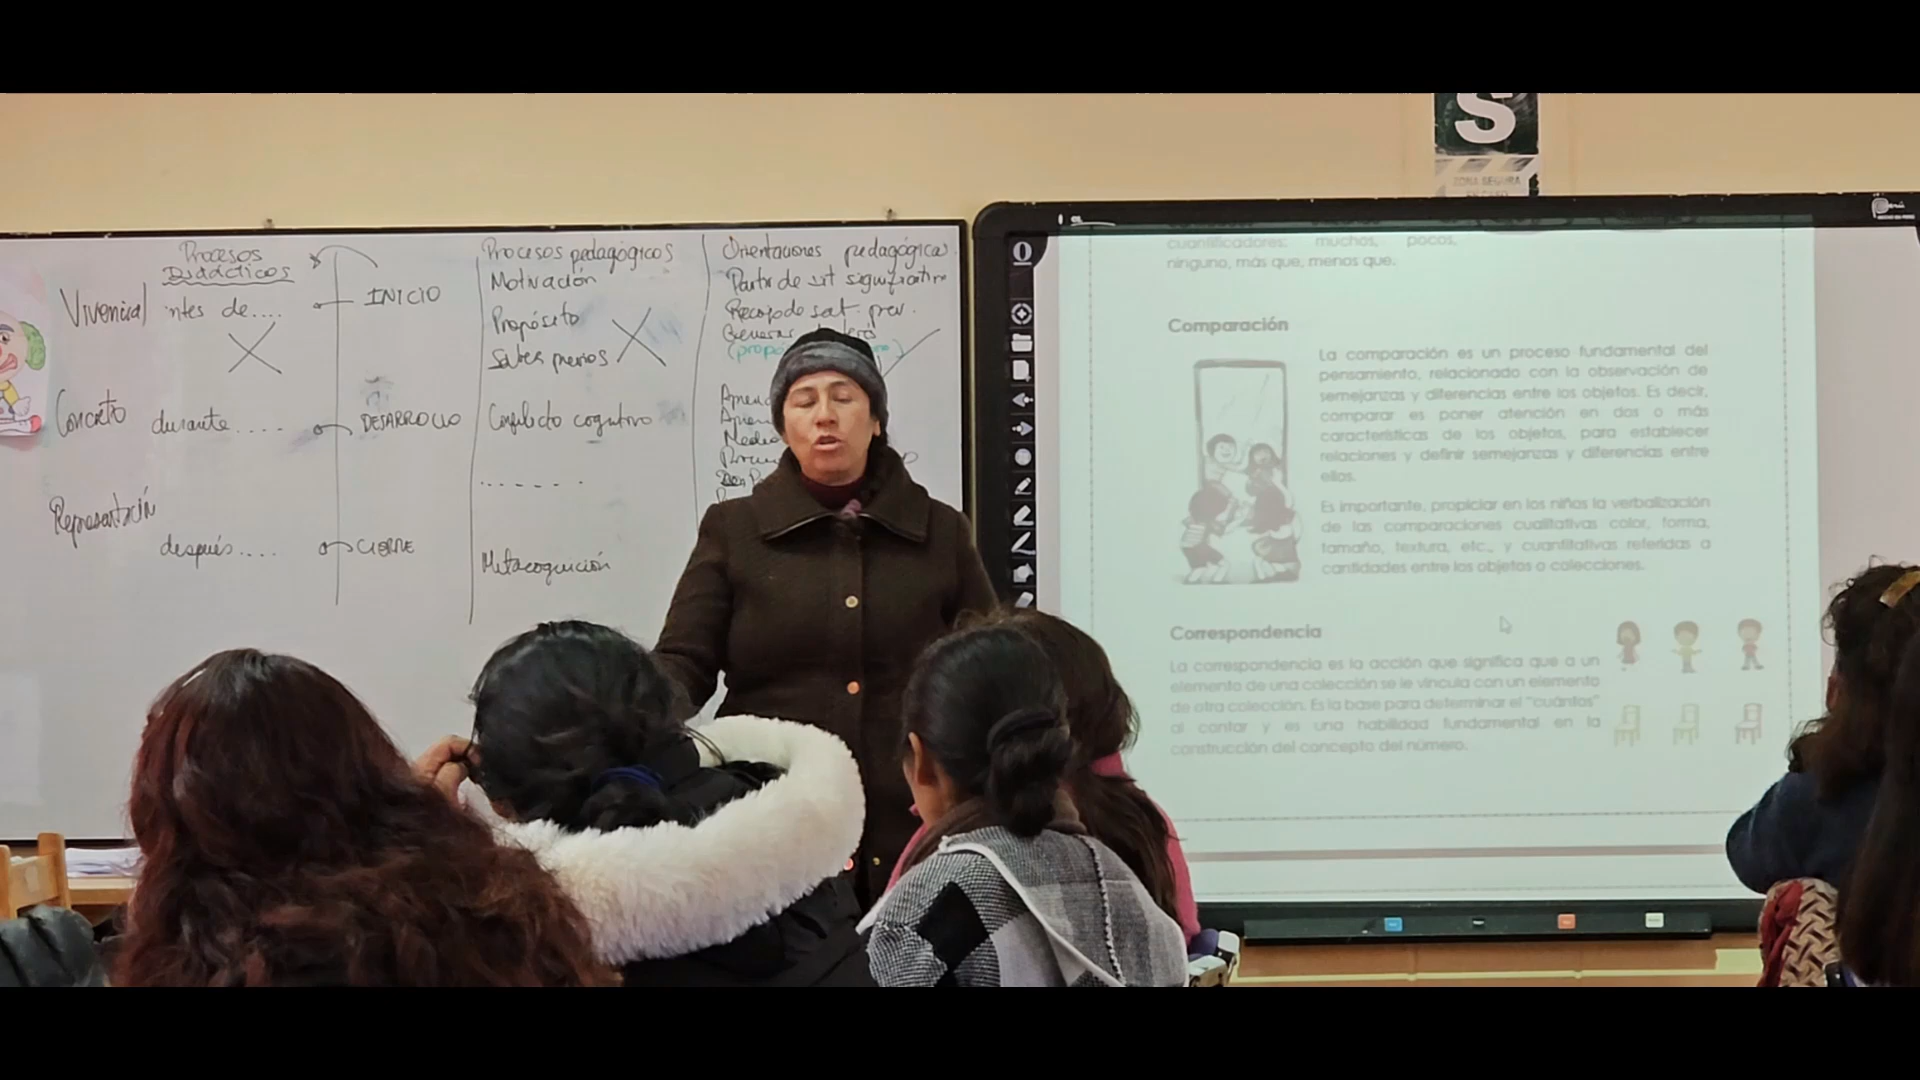 Procesos
Didácticos
Vivencial
antes de....
INICIO
Concreto
durante.....
DESARROLLO
Representación
después....
CIERRE
Procesos pedagógicos
Motivación
Propósito
Saberes previos
Conflicto cognitivo
Metacognición
Orientaciones pedagógicas
Partir de sit significativa
Recojo de sab. prev.
S
ZONA SEGURA
Perú
cuantificadores: muchos, pocos,
ninguno, más que, menos que.
Comparación
La comparación es un proceso fundamental del
pensamiento, relacionado con la observación de
semejanzas y diferencias entre los objetos. Es decir,
comparar es poner atención en dos o más
características de los objetos, para establecer
relaciones y definir semejanzas y diferencias entre
ellos.
Es importante, propiciar en los niños la verbalización
de las comparaciones cualitativas color, forma,
tamaño, textura, etc., y cuantitativas referidas a
cantidades entre los objetos o colecciones.
Correspondencia
La correspondencia es la acción que significa que a un
elemento de una colección se le vincula con un elemento
de otra colección. Es la base para determinar el "cuántos"
al contar y es una habilidad fundamental en la
construcción del concepto del número.